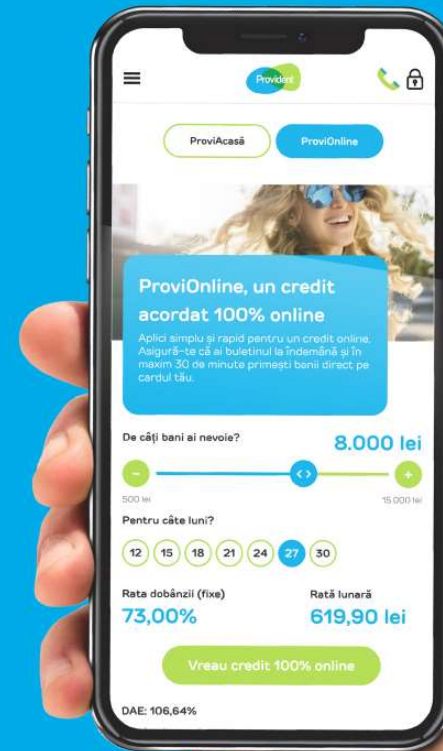 Provident
ProviAcasă
ProviOnline
ProviOnline, un credit
acordat 100% online
Aplici simplu și rapid pentru un credit online.
Asigură-te că ai buletinul la îndemână și în
maxim 30 de minute primești banii direct pe
cardul tău.
De câți bani ai nevoie?
8.000 lei
500 lei
15.000 lei
Pentru câte luni?
12 15 18 21 24 27 30
Rata dobânzii (fixe)
Rată lunară
73,00%
619,90 lei
Vreau credit 100% online
DAE: 106,64%